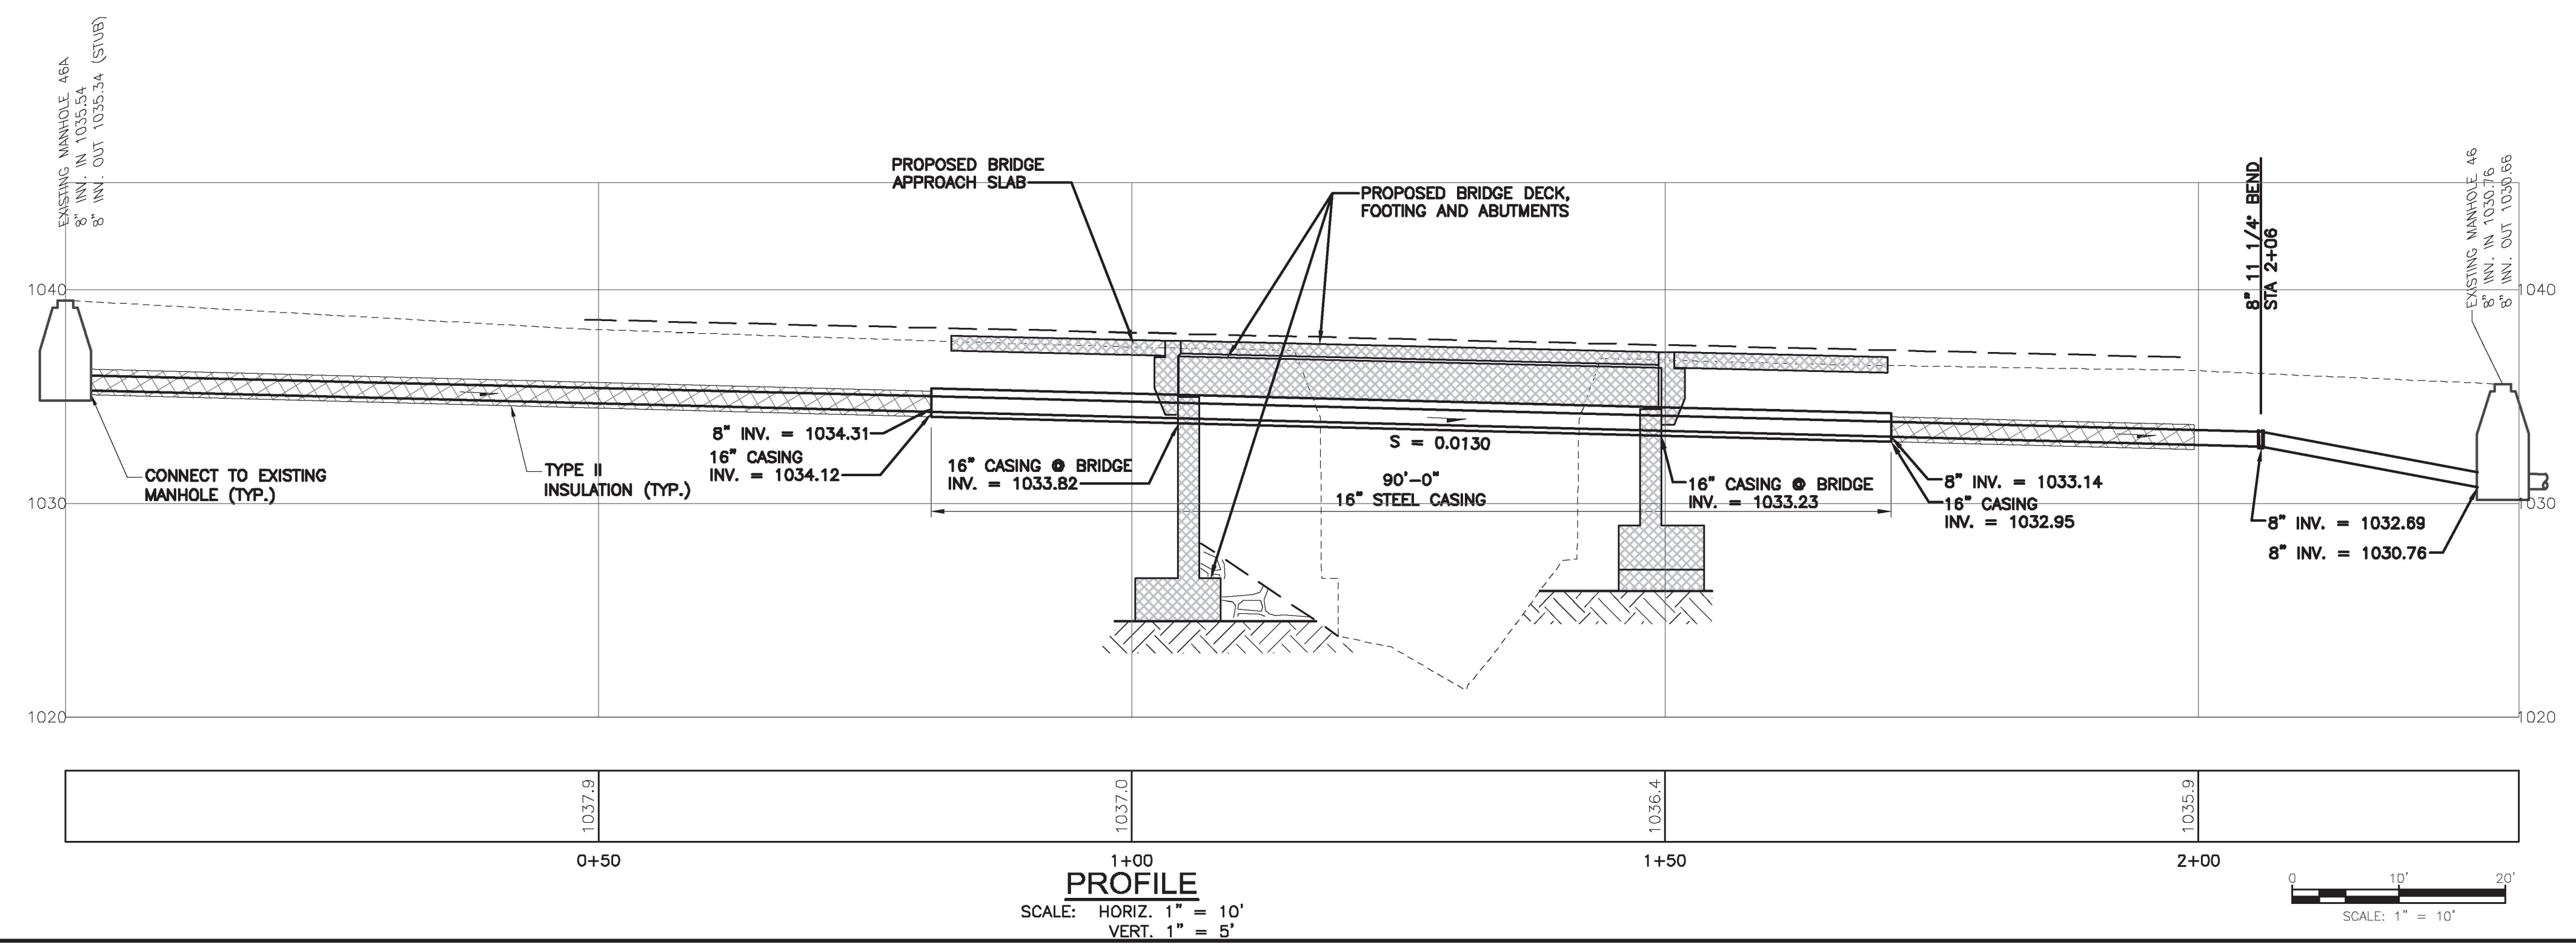 EXISTING MANHOLE 46A
8" INV. IN 1035.54
8" INV. OUT 1035.34 (STUB)
PROPOSED BRIDGE
APPROACH SLAB
PROPOSED BRIDGE DECK,
FOOTING AND ABUTMENTS
8" 11 1/4° BEND
STA 2+06
EXISTING MANHOLE 46
8" INV. IN 1030.76
8" INV. OUT 1030.66
1040
1040
CONNECT TO EXISTING
MANHOLE (TYP.)
TYPE II
INSULATION (TYP.)
8" INV. = 1034.31
16" CASING
INV. = 1034.12
16" CASING @ BRIDGE
INV. = 1033.82
S = 0.0130
90'-0"
16" STEEL CASING
16" CASING @ BRIDGE
INV. = 1033.23
8" INV. = 1033.14
16" CASING
INV. = 1032.95
8" INV. = 1032.69
8" INV. = 1030.76
1030
1030
1020
1020
1037.9
1037.0
1036.4
1035.9
0+50
1+00
1+50
2+00
PROFILE
SCALE: HORIZ. 1" = 10'
VERT. 1" = 5'
0
10'
20'
SCALE: 1" = 10'